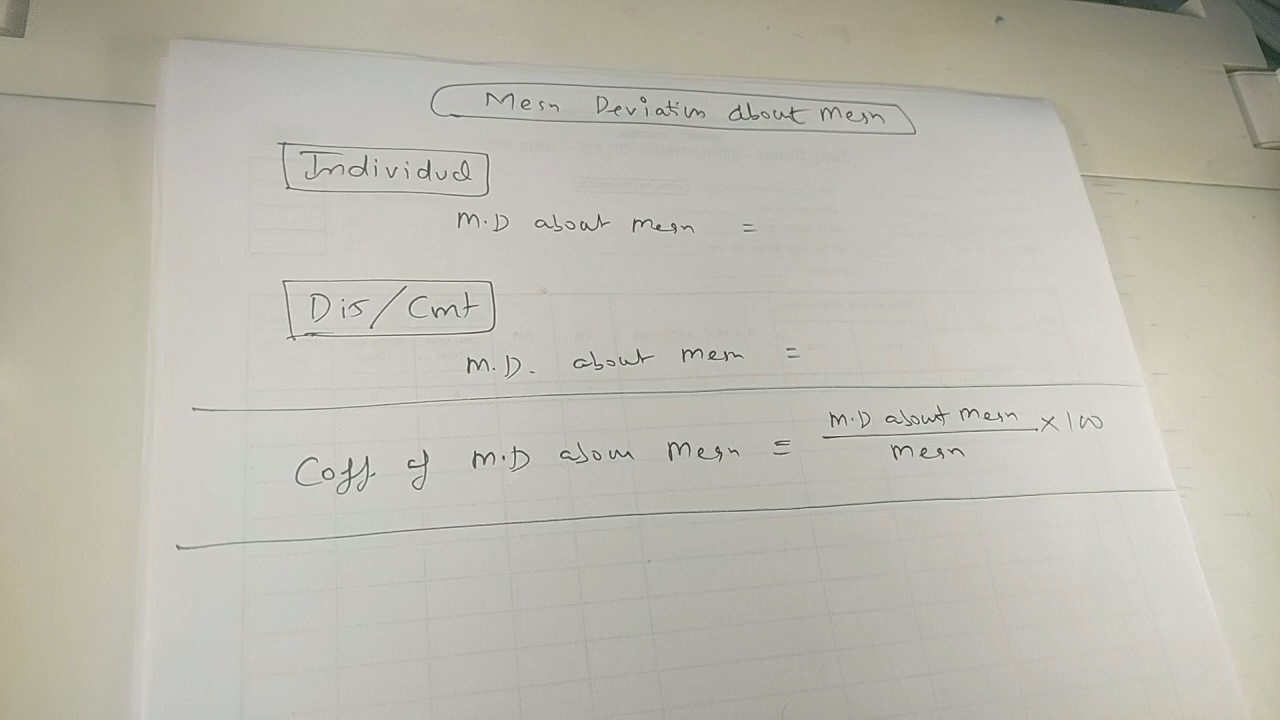 Mean Deviation about mean
Individual
M.D about mean =
Dis/Cont
M.D. about mean =
Coff of M.D about Mean = M.D about Mean / Mean × 100